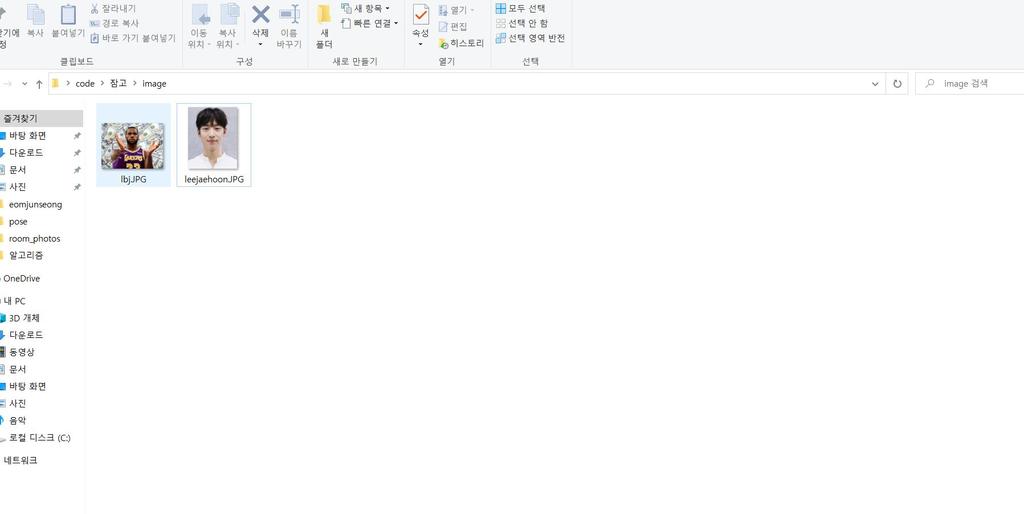 잘라내기
경로 복사
바로 가기 붙여넣기
복사 붙여넣기
클립보드
이동 위치
복사 위치
삭제
이름 바꾸기
구성
새 폴더
새 항목
빠른 연결
새로 만들기
속성
열기
편집
히스토리
열기
모두 선택
선택 안 함
선택 영역 반전
선택
code 참고 image
image 검색
즐겨찾기
바탕 화면
다운로드
문서
사진
eomjunseong
pose
room_photos
알고리즘
OneDrive
내 PC
3D 개체
다운로드
동영상
문서
바탕 화면
사진
음악
로컬 디스크 (C:)
네트워크
lbj.JPG
leejaehoon.JPG